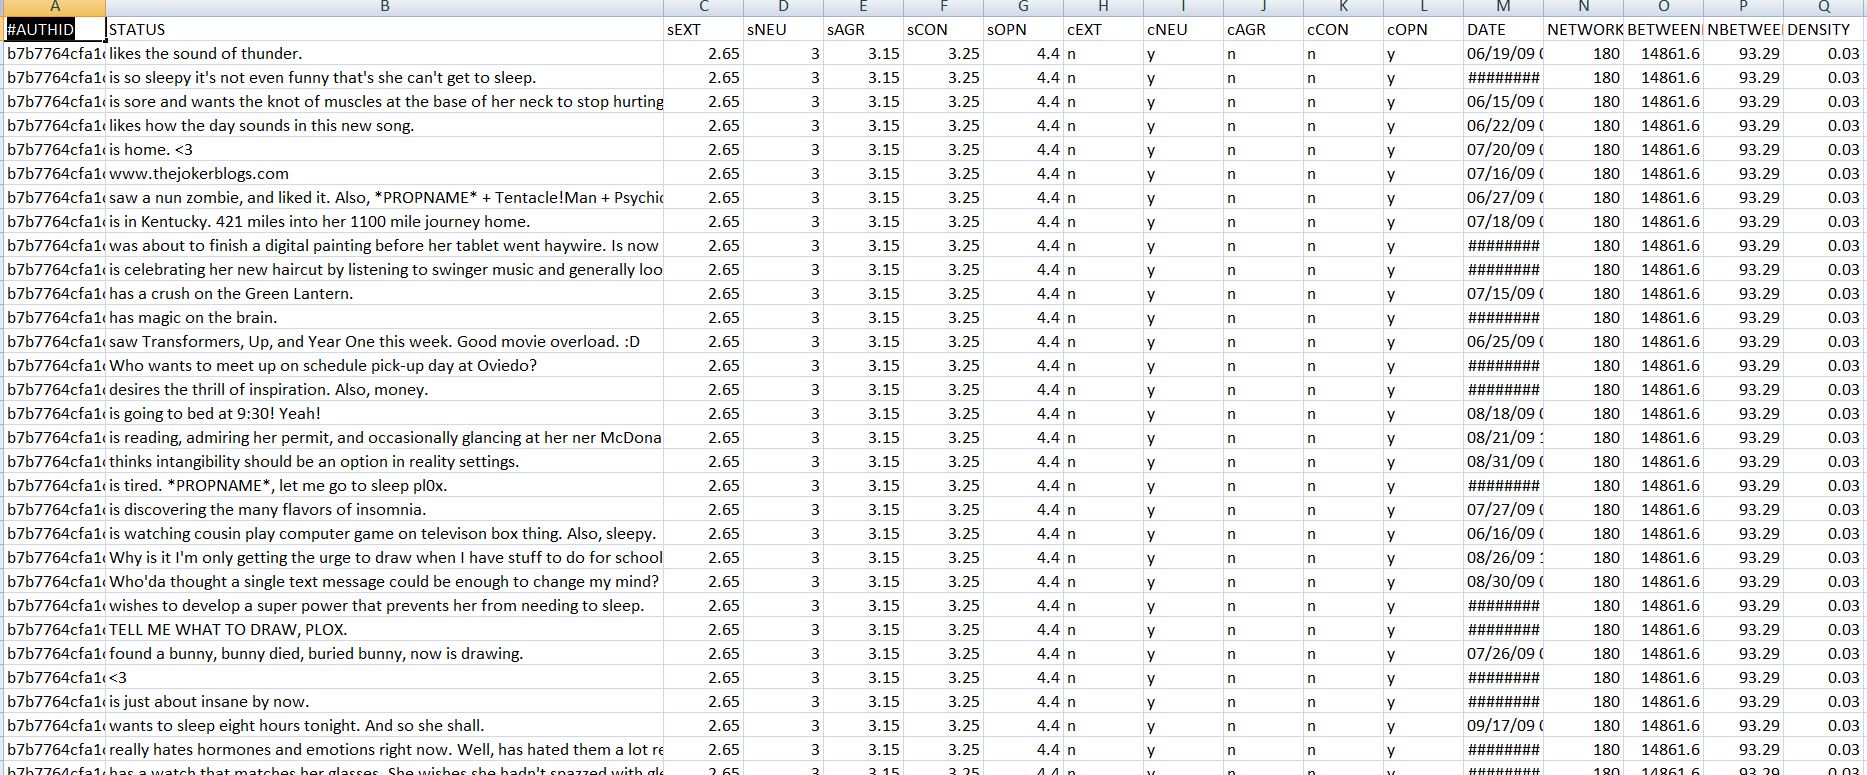 A B C D E F G H I J K L M N O P Q
#AUTHID STATUS sEXT sNEU sAGR sCON sOPN cEXT cNEU cAGR cCON cOPN DATE NETWORK BETWEEN NBETWEE DENSITY
b7b7764cfa1 likes the sound of thunder. 2.65 3 3.15 3.25 4.4 n y n n y 06/19/09 0 180 14861.6 93.29 0.03
b7b7764cfa1 is so sleepy it's not even funny that's she can't get to sleep. 2.65 3 3.15 3.25 4.4 n y n n y ######## 180 14861.6 93.29 0.03
b7b7764cfa1 is sore and wants the knot of muscles at the base of her neck to stop hurting 2.65 3 3.15 3.25 4.4 n y n n y 06/15/09 0 180 14861.6 93.29 0.03
b7b7764cfa1 likes how the day sounds in this new song. 2.65 3 3.15 3.25 4.4 n y n n y 06/22/09 0 180 14861.6 93.29 0.03
b7b7764cfa1 is home. <3 2.65 3 3.15 3.25 4.4 n y n n y 07/20/09 0 180 14861.6 93.29 0.03
b7b7764cfa1 www.thejokerblogs.com 2.65 3 3.15 3.25 4.4 n y n n y 07/16/09 0 180 14861.6 93.29 0.03
b7b7764cfa1 saw a nun zombie, and liked it. Also, *PROPNAME* + Tentacle!Man + Psychic 2.65 3 3.15 3.25 4.4 n y n n y 06/27/09 0 180 14861.6 93.29 0.03
b7b7764cfa1 is in Kentucky. 421 miles into her 1100 mile journey home. 2.65 3 3.15 3.25 4.4 n y n n y 07/18/09 0 180 14861.6 93.29 0.03
b7b7764cfa1 was about to finish a digital painting before her tablet went haywire. Is now 2.65 3 3.15 3.25 4.4 n y n n y ######## 180 14861.6 93.29 0.03
b7b7764cfa1 is celebrating her new haircut by listening to swinger music and generally loo 2.65 3 3.15 3.25 4.4 n y n n y ######## 180 14861.6 93.29 0.03
b7b7764cfa1 has a crush on the Green Lantern. 2.65 3 3.15 3.25 4.4 n y n n y 07/15/09 0 180 14861.6 93.29 0.03
b7b7764cfa1 has magic on the brain. 2.65 3 3.15 3.25 4.4 n y n n y ######## 180 14861.6 93.29 0.03
b7b7764cfa1 saw Transformers, Up, and Year One this week. Good movie overload. :D 2.65 3 3.15 3.25 4.4 n y n n y 06/25/09 0 180 14861.6 93.29 0.03
b7b7764cfa1 Who wants to meet up on schedule pick-up day at Oviedo? 2.65 3 3.15 3.25 4.4 n y n n y ######## 180 14861.6 93.29 0.03
b7b7764cfa1 desires the thrill of inspiration. Also, money. 2.65 3 3.15 3.25 4.4 n y n n y ######## 180 14861.6 93.29 0.03
b7b7764cfa1 is going to bed at 9:30! Yeah! 2.65 3 3.15 3.25 4.4 n y n n y 08/18/09 0 180 14861.6 93.29 0.03
b7b7764cfa1 is reading, admiring her permit, and occasionally glancing at her ner McDona 2.65 3 3.15 3.25 4.4 n y n n y 08/21/09 1 180 14861.6 93.29 0.03
b7b7764cfa1 thinks intangibility should be an option in reality settings. 2.65 3 3.15 3.25 4.4 n y n n y 08/31/09 0 180 14861.6 93.29 0.03
b7b7764cfa1 is tired. *PROPNAME*, let me go to sleep pl0x. 2.65 3 3.15 3.25 4.4 n y n n y ######## 180 14861.6 93.29 0.03
b7b7764cfa1 is discovering the many flavors of insomnia. 2.65 3 3.15 3.25 4.4 n y n n y 07/27/09 0 180 14861.6 93.29 0.03
b7b7764cfa1 is watching cousin play computer game on televison box thing. Also, sleepy. 2.65 3 3.15 3.25 4.4 n y n n y 06/16/09 0 180 14861.6 93.29 0.03
b7b7764cfa1 Why is it I'm only getting the urge to draw when I have stuff to do for school 2.65 3 3.15 3.25 4.4 n y n n y 08/26/09 1 180 14861.6 93.29 0.03
b7b7764cfa1 Who'da thought a single text message could be enough to change my mind? 2.65 3 3.15 3.25 4.4 n y n n y 08/30/09 0 180 14861.6 93.29 0.03
b7b7764cfa1 wishes to develop a super power that prevents her from needing to sleep. 2.65 3 3.15 3.25 4.4 n y n n y ######## 180 14861.6 93.29 0.03
b7b7764cfa1 TELL ME WHAT TO DRAW, PLOX. 2.65 3 3.15 3.25 4.4 n y n n y ######## 180 14861.6 93.29 0.03
b7b7764cfa1 found a bunny, bunny died, buried bunny, now is drawing. 2.65 3 3.15 3.25 4.4 n y n n y 07/26/09 0 180 14861.6 93.29 0.03
b7b7764cfa1 <3 2.65 3 3.15 3.25 4.4 n y n n y ######## 180 14861.6 93.29 0.03
b7b7764cfa1 is just about insane by now. 2.65 3 3.15 3.25 4.4 n y n n y ######## 180 14861.6 93.29 0.03
b7b7764cfa1 wants to sleep eight hours tonight. And so she shall. 2.65 3 3.15 3.25 4.4 n y n n y 09/17/09 0 180 14861.6 93.29 0.03
b7b7764cfa1 really hates hormones and emotions right now. Well, has hated them a lot re 2.65 3 3.15 3.25 4.4 n y n n y ######## 180 14861.6 93.29 0.03
b7b7764cfa1 has a watch that matches her glasses. She wishes she hadn't spazzed with gle 2.65 3 3.15 3.25 4.4 n y n n y ######## 180 14861.6 93.29 0.03